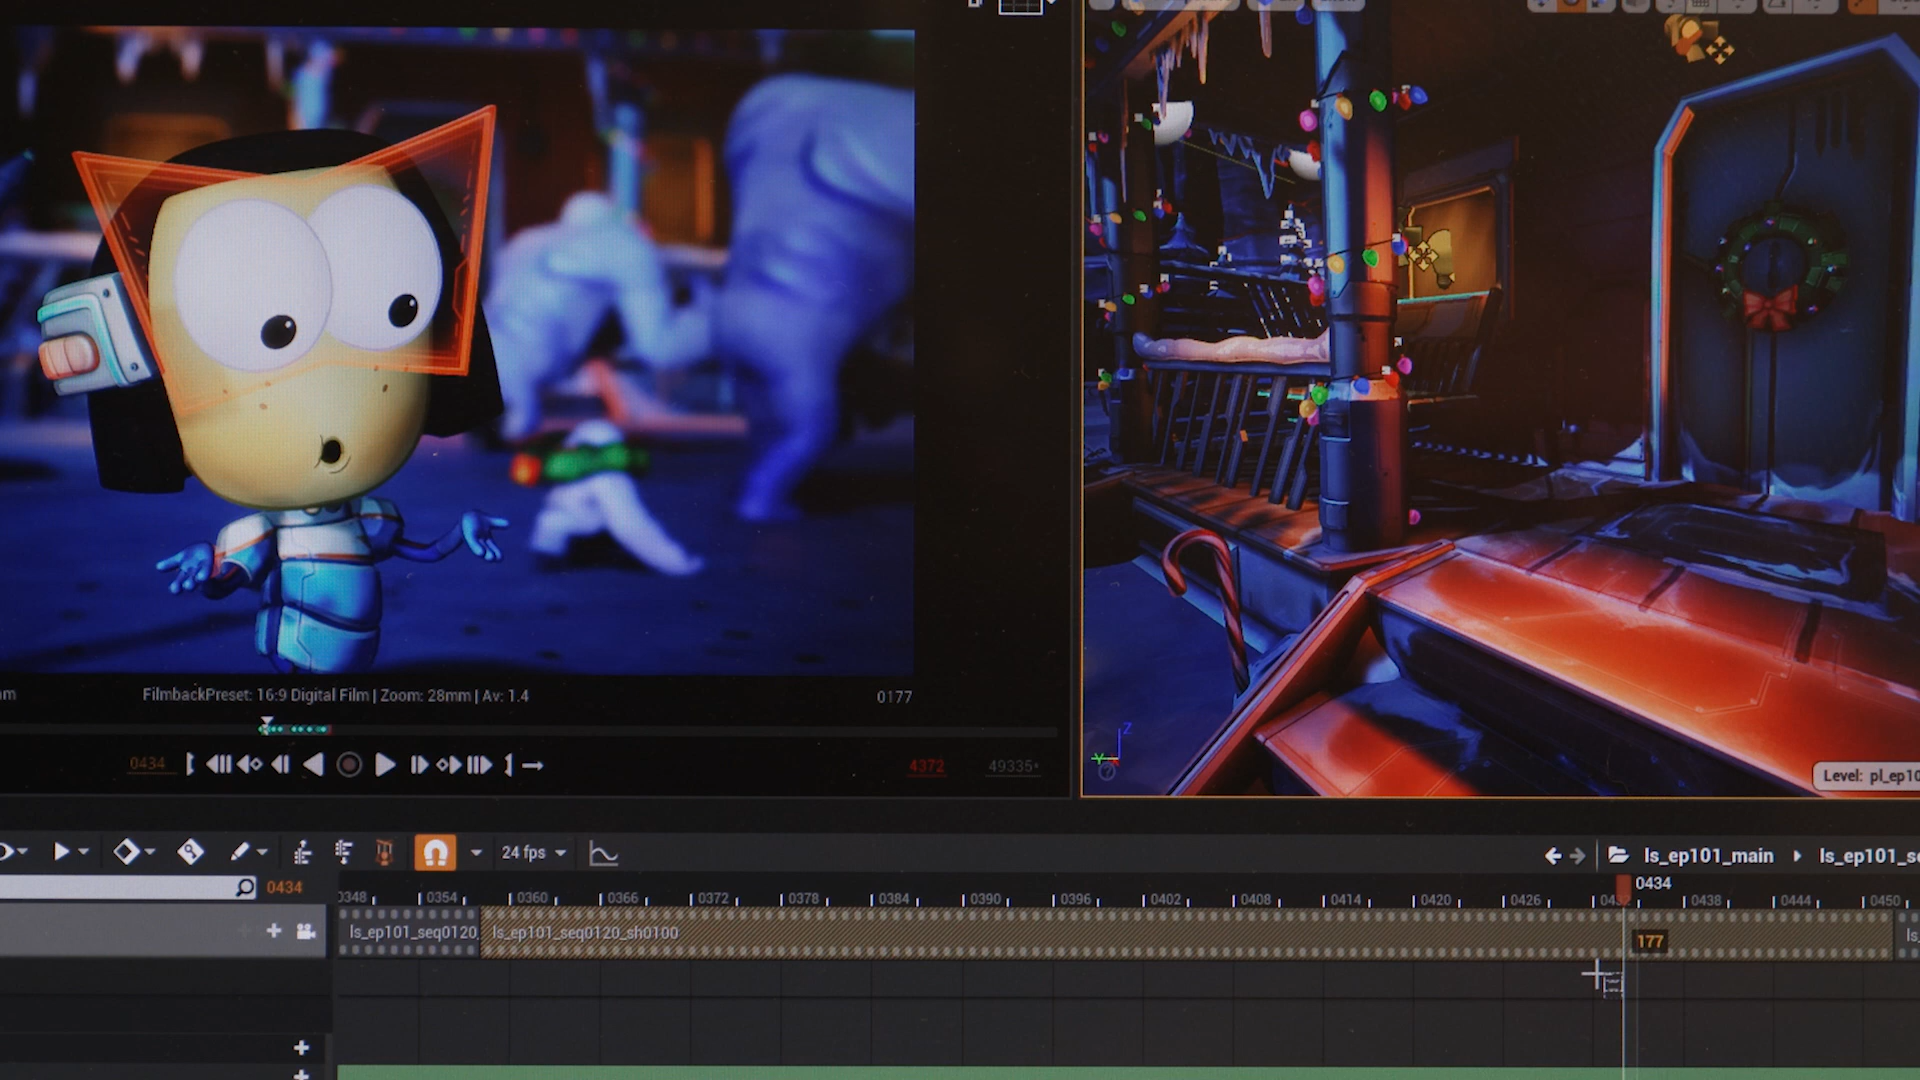 FilmbackPreset: 16:9 Digital Film | Zoom: 28mm | Av: 1.4
0177
0434
4372
49335*
Level: pl_ep10
24 fps
ls_ep101_main
0434
0434
0348 0354 0360 0366 0372 0378 0384 0390 0396 0402 0408 0414 0420 0426 0432 0438 0444 0450
ls_ep101_seq0120
ls_ep101_seq0120_sh0100
177